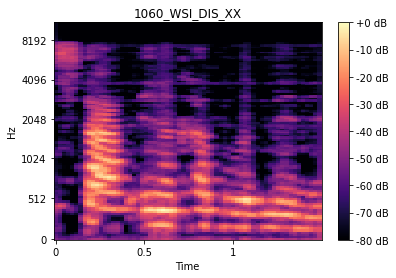 1060_WSI_DIS_XX
Hz
8192
4096
2048
1024
512
0
0
0.5
1
Time
+0 dB
-10 dB
-20 dB
-30 dB
-40 dB
-50 dB
-60 dB
-70 dB
-80 dB